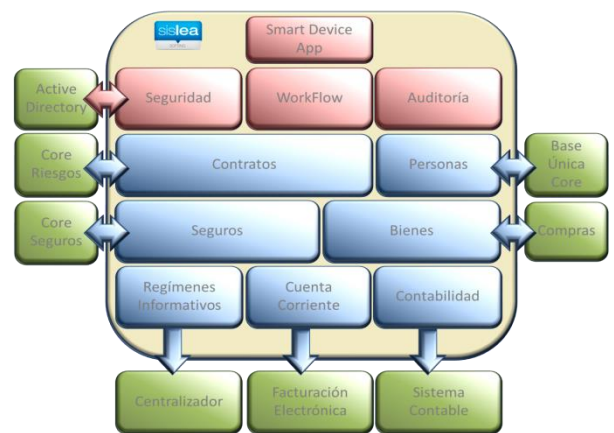 sislea
Smart Device
App
Active
Directory
Seguridad
WorkFlow
Auditoría
Core
Riesgos
Contratos
Personas
Base
Única
Core
Core
Seguros
Seguros
Bienes
Compras
Regímenes
Informativos
Cuenta
Corriente
Contabilidad
Centralizador
Facturación
Electrónica
Sistema
Contable